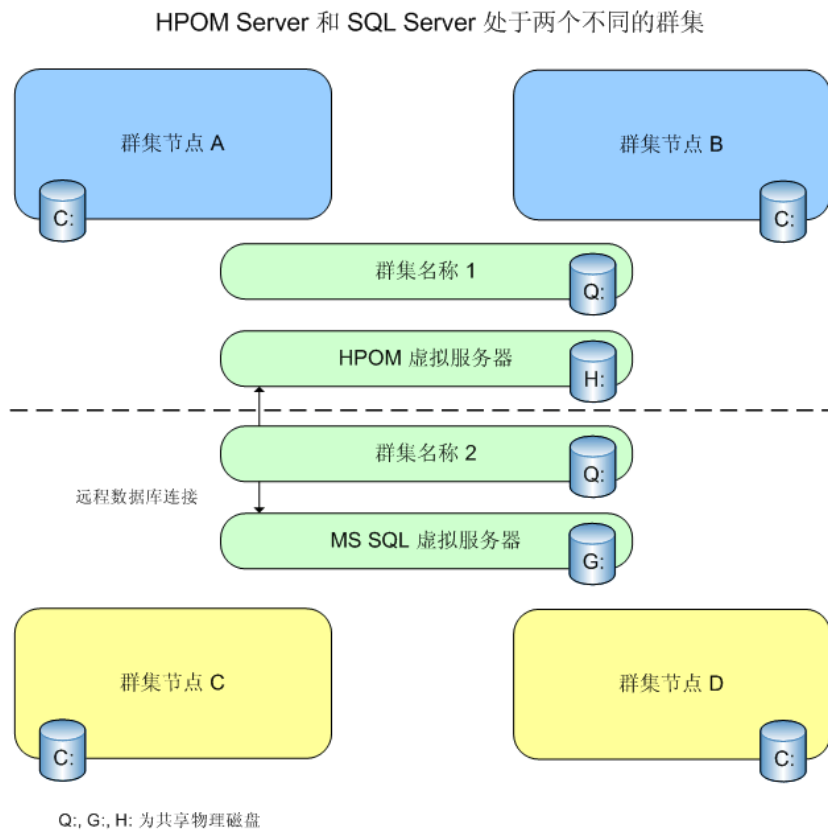 HPOM Server 和 SQL Server 处于两个不同的群集
群集节点 A
群集节点 B
C:
C:
群集名称 1
Q:
HPOM 虚拟服务器
H:
群集名称 2
Q:
远程数据库连接
MS SQL 虚拟服务器
G:
群集节点 C
群集节点 D
C:
C:
Q:, G:, H: 为共享物理磁盘